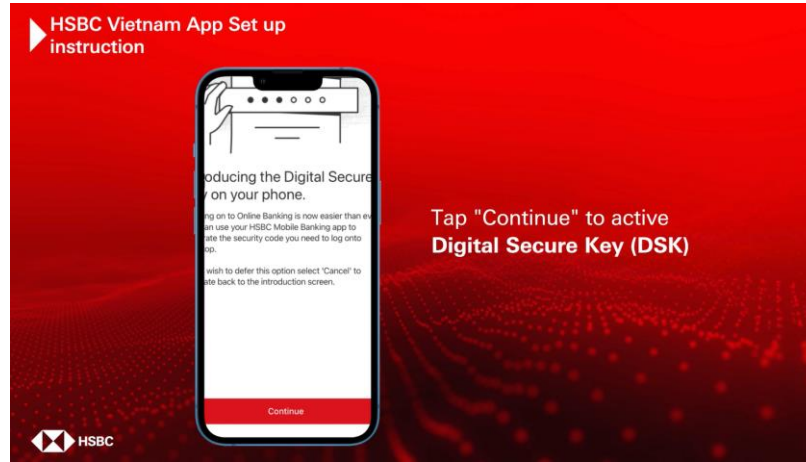 HSBC Vietnam App Set up
instruction
oducing the Digital Secure
on your phone.
ng on to Online Banking is now easier than ev
an use your HSBC Mobile Banking app to
rate the security code you need to log onto
op.
wish to defer this option select 'Cancel' to
ate back to the introduction screen.
Continue
Tap "Continue" to active
Digital Secure Key (DSK)
HSBC